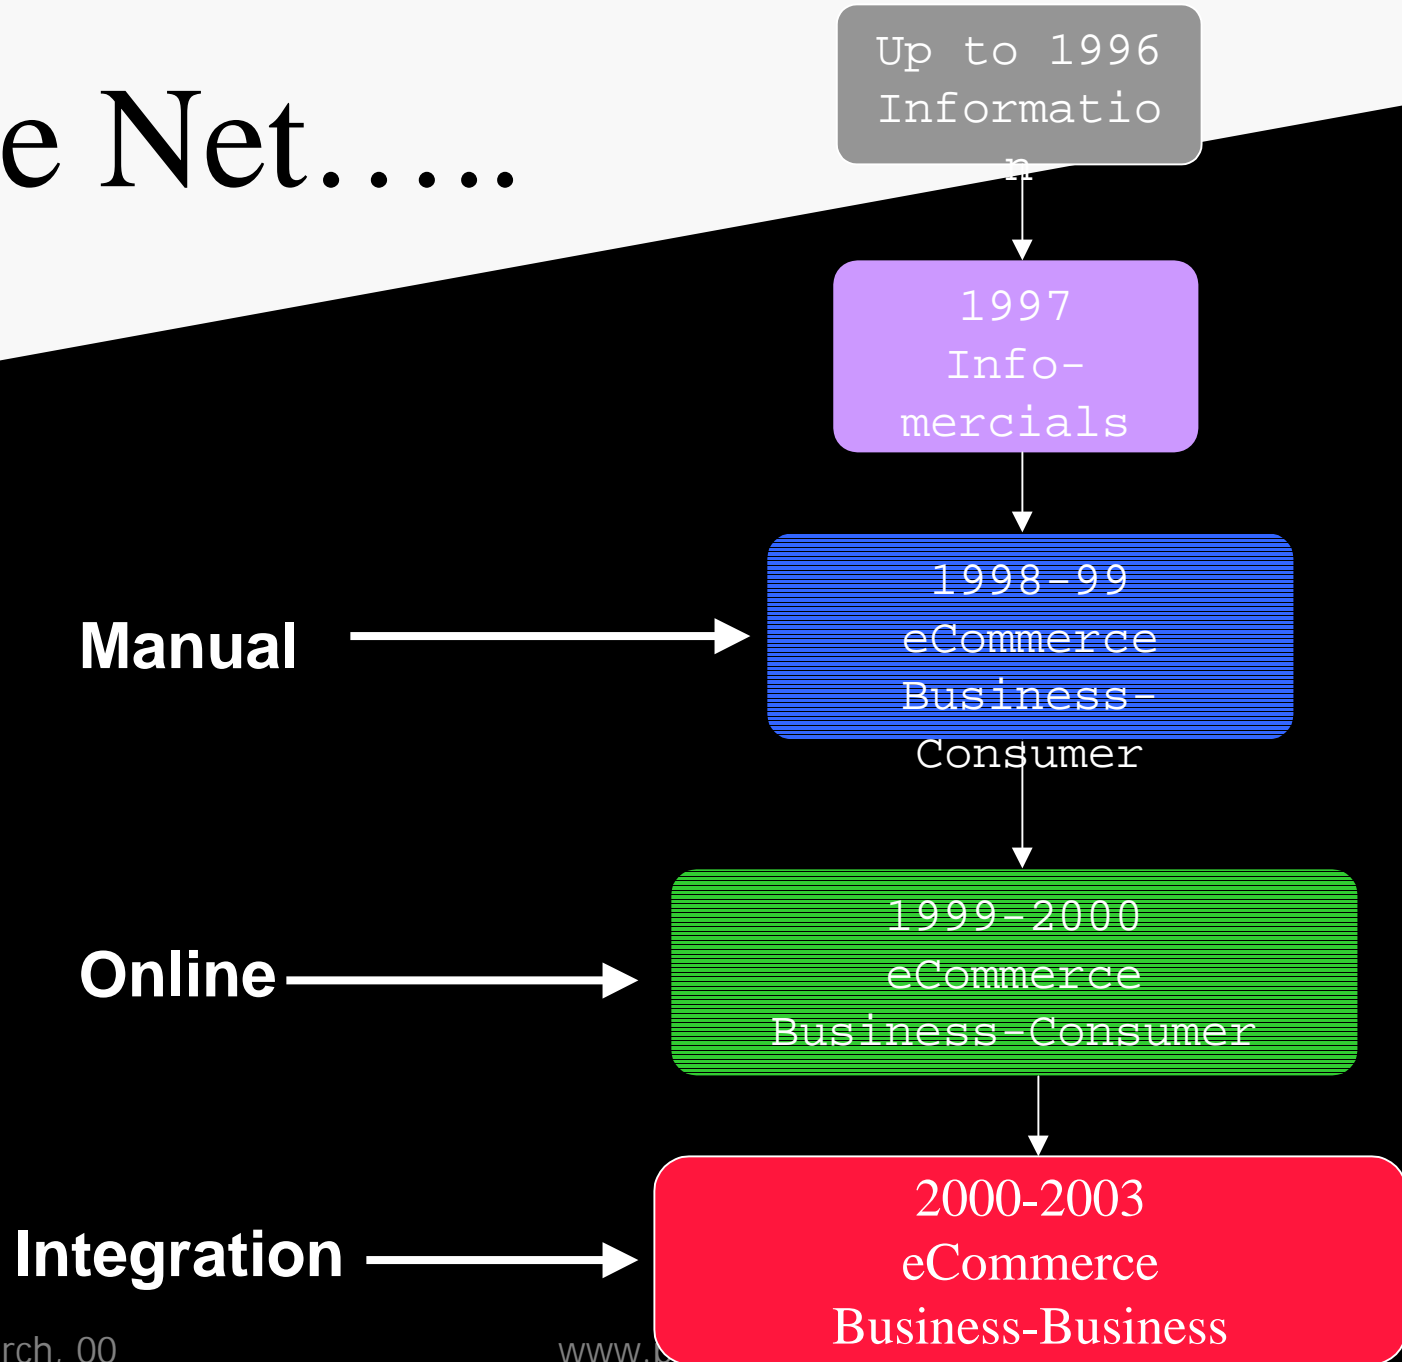 e Net.....
Up to 1996
Informatio
n
1997
Info-
mercials
Manual
1998-99
eCommerce
Business-
Consumer
Online
1999-2000
eCommerce
Business-Consumer
Integration
2000-2003
eCommerce
Business-Business
rch, 00
www.p